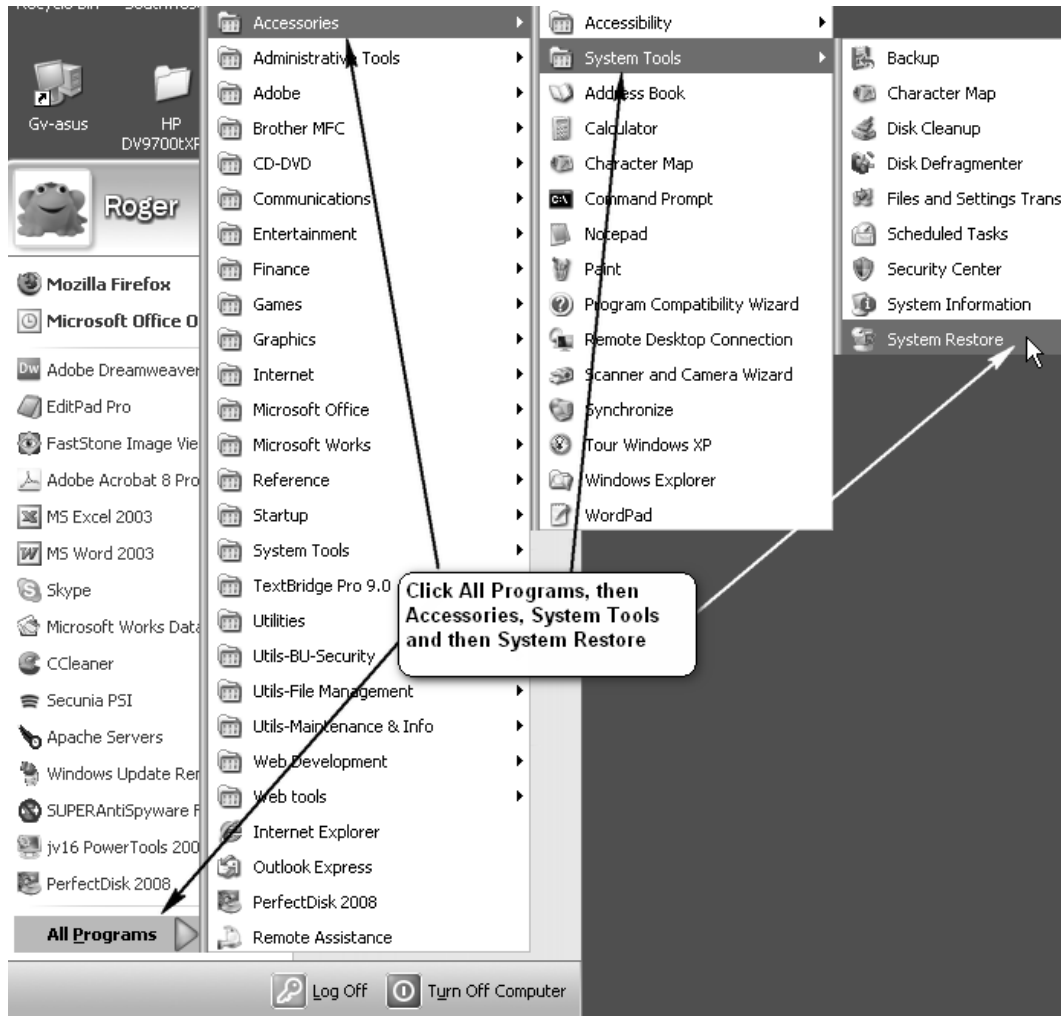 Gv-asus
HP
DV9700tXP
Roger
Mozilla Firefox
Microsoft Office O
Adobe Dreamweaver
EditPad Pro
FastStone Image Vie
Adobe Acrobat 8 Pro
MS Excel 2003
MS Word 2003
Skype
Microsoft Works Data
CCleaner
Secunia PSI
Apache Servers
Windows Update Rer
SUPERAntiSpyware F
jv16 PowerTools 200
PerfectDisk 2008
All Programs
Accessories
Administrative Tools
Adobe
Brother MFC
CD-DVD
Communications
Entertainment
Finance
Games
Graphics
Internet
Microsoft Office
Microsoft Works
Reference
Startup
System Tools
TextBridge Pro 9.0
Utilities
Utils-BU-Security
Utils-File Management
Utils-Maintenance & Info
Web Development
Web tools
Internet Explorer
Outlook Express
PerfectDisk 2008
Remote Assistance
Accessibility
System Tools
Address Book
Calculator
Character Map
Command Prompt
Notepad
Paint
Program Compatibility Wizard
Remote Desktop Connection
Scanner and Camera Wizard
Synchronize
Tour Windows XP
Windows Explorer
WordPad
Backup
Character Map
Disk Cleanup
Disk Defragmenter
Files and Settings Trans
Scheduled Tasks
Security Center
System Information
System Restore
Click All Programs, then
Accessories, System Tools
and then System Restore
Log Off
Turn Off Computer